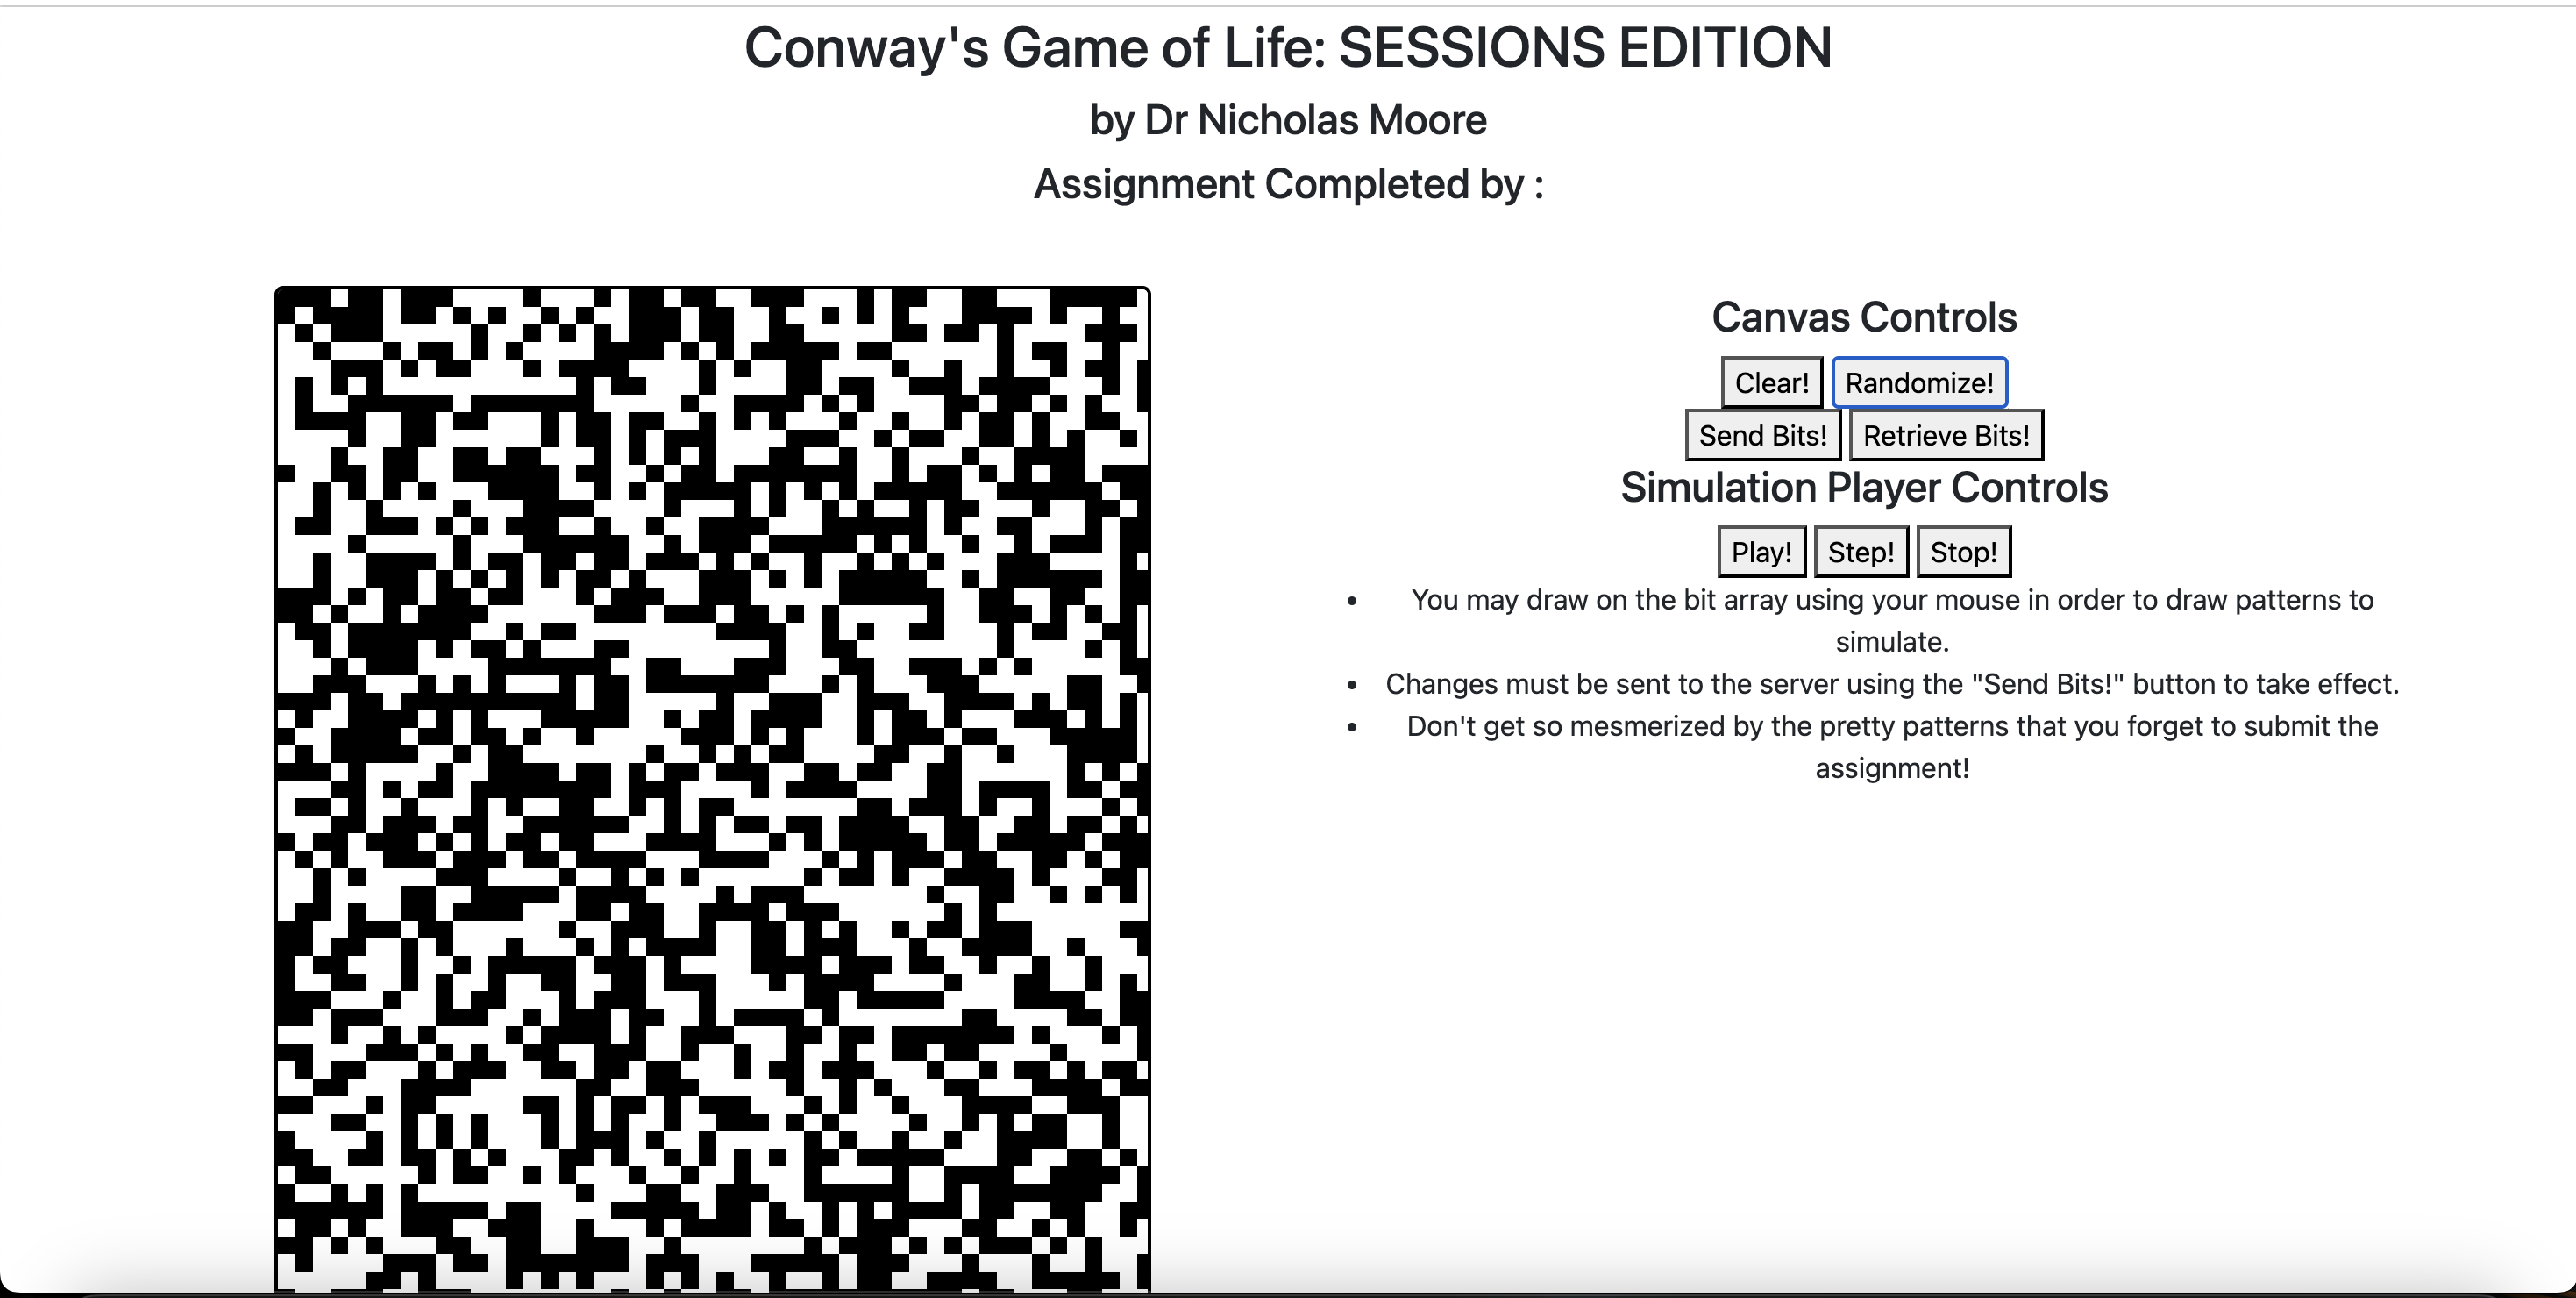 Conway's Game of Life: SESSIONS EDITION
by Dr Nicholas Moore
Assignment Completed by :
Canvas Controls
Clear! Randomize!
Send Bits! Retrieve Bits!
Simulation Player Controls
Play! Step! Stop!
• You may draw on the bit array using your mouse in order to draw patterns to
simulate.
• Changes must be sent to the server using the "Send Bits!" button to take effect.
• Don't get so mesmerized by the pretty patterns that you forget to submit the
assignment!